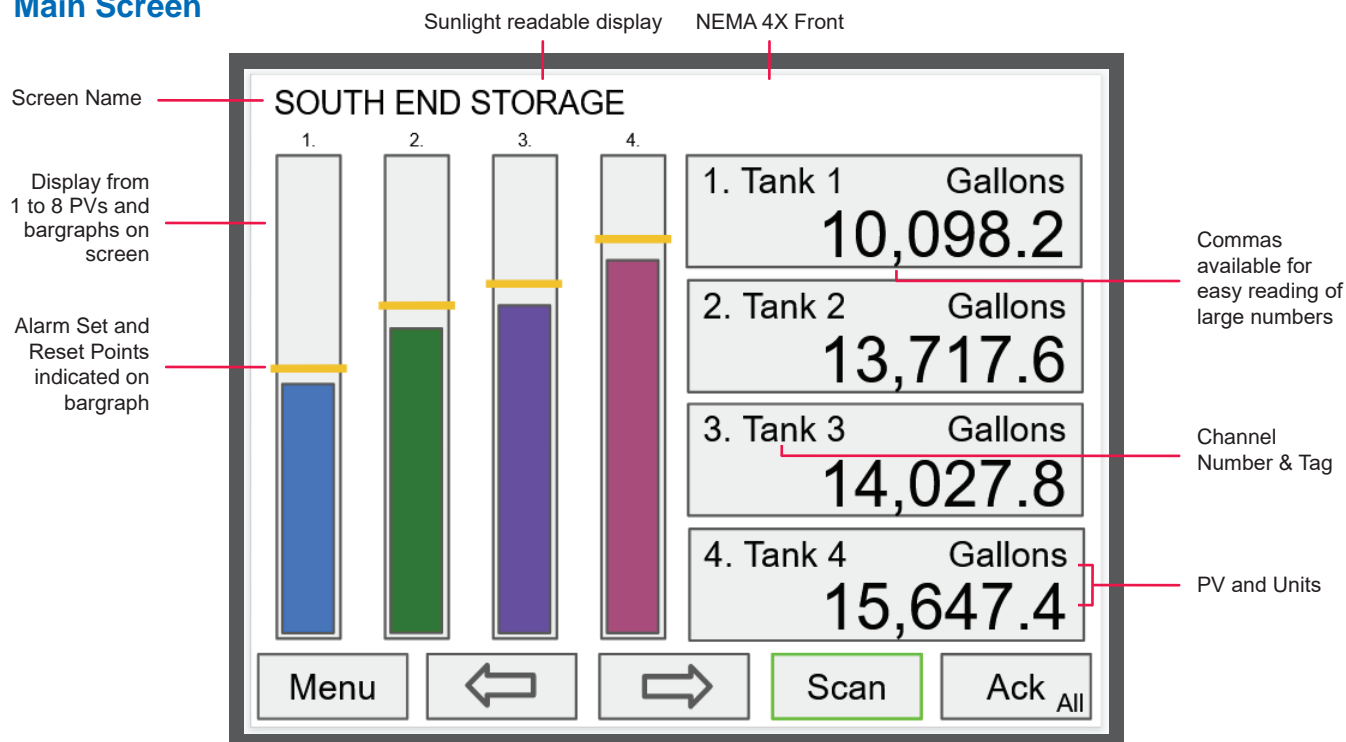 Main Screen
Sunlight readable display
NEMA 4X Front
Screen Name
SOUTH END STORAGE
1.
2.
3.
4.
Display from
1 to 8 PVs and
bargraphs on
screen
Alarm Set and
Reset Points
indicated on
bargraph
1. Tank 1 Gallons
10,098.2
2. Tank 2 Gallons
13,717.6
3. Tank 3 Gallons
14,027.8
4. Tank 4 Gallons
15,647.4
Commas
available for
easy reading of
large numbers
Channel
Number & Tag
PV and Units
Menu
Scan
Ack All